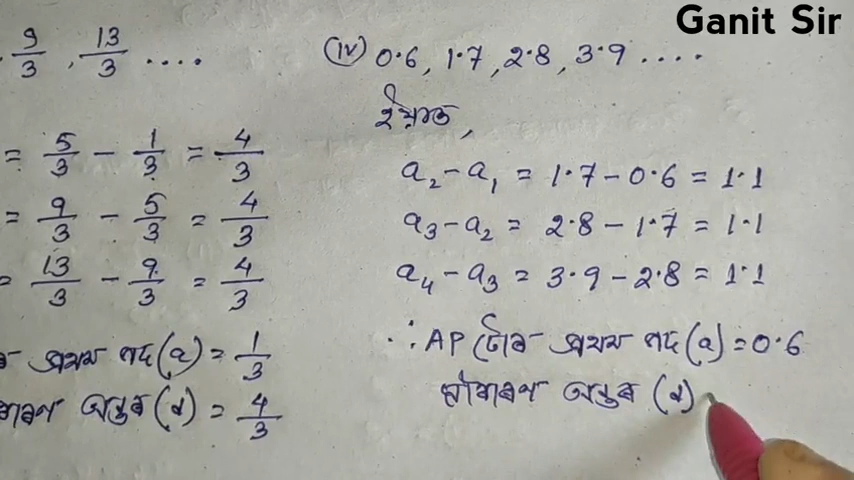 Ganit Sir
9/3, 13/3 ....
= 5/3 - 1/3 = 4/3
= 9/3 - 5/3 = 4/3
= 13/3 - 9/3 = 4/3
ৰ প্ৰথম পদ (a) = 1/3
ধাৰণ অন্তৰ (d) = 4/3
(iv) 0.6, 1.7, 2.8, 3.9 ....
ইয়াত,
a₂ - a₁ = 1.7 - 0.6 = 1.1
a₃ - a₂ = 2.8 - 1.7 = 1.1
a₄ - a₃ = 3.9 - 2.8 = 1.1
∴ AP টোৰ প্ৰথম পদ (a) = 0.6
সাধাৰণ অন্তৰ (d)